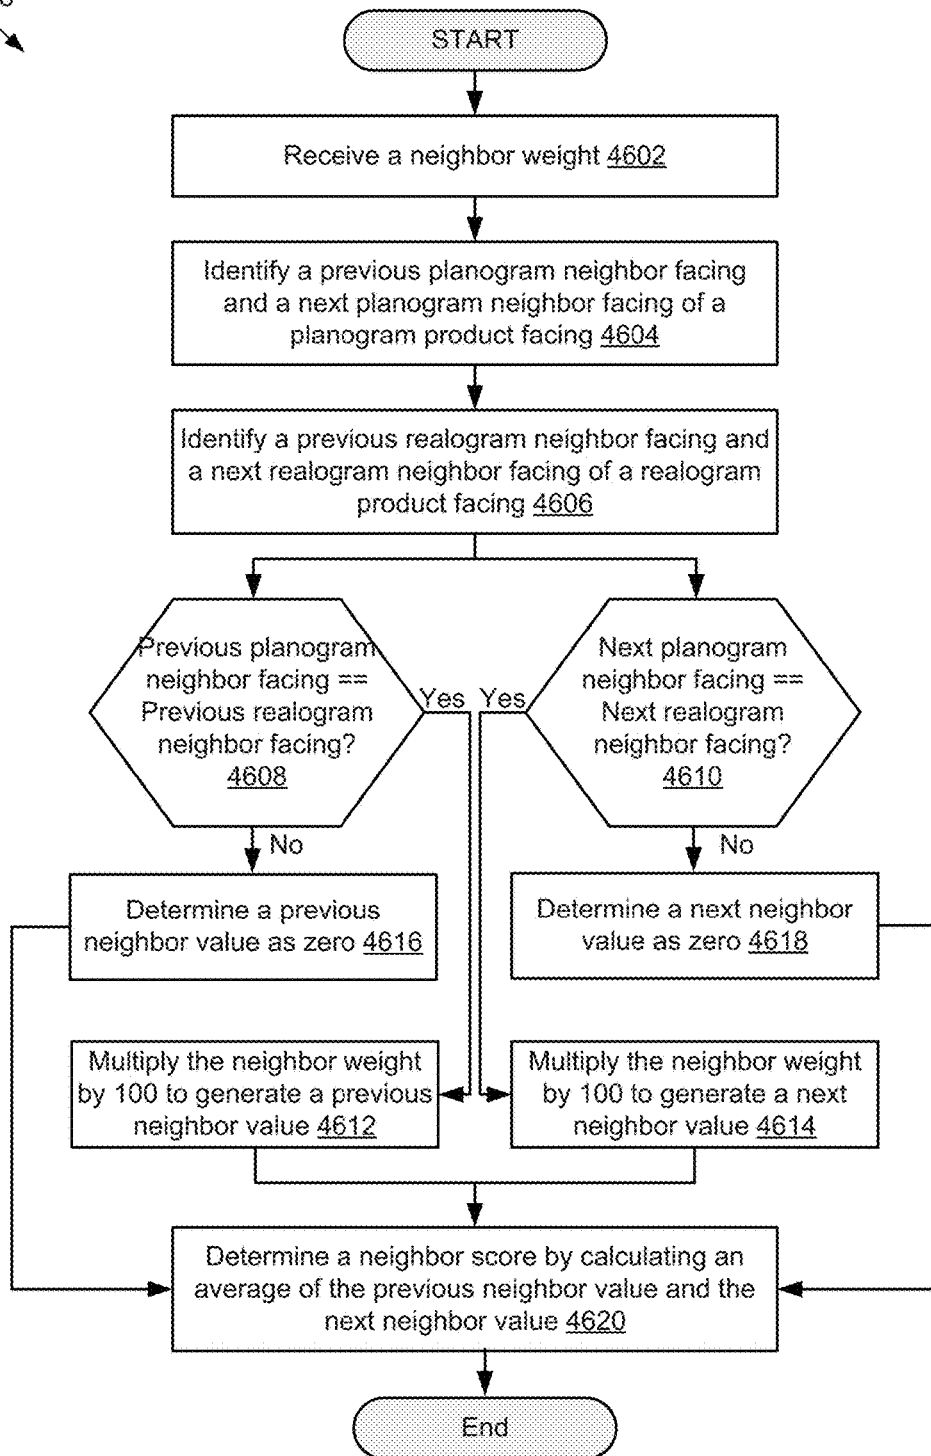 START
Receive a neighbor weight 4602
Identify a previous planogram neighbor facing
and a next planogram neighbor facing of a
planogram product facing 4604
Identify a previous realogram neighbor facing and
a next realogram neighbor facing of a realogram
product facing 4606
Previous planogram
neighbor facing ==
Previous realogram
neighbor facing?
4608
Yes
Yes
Next planogram
neighbor facing ==
Next realogram
neighbor facing?
4610
No
No
Determine a previous
neighbor value as zero 4616
Determine a next neighbor
value as zero 4618
Multiply the neighbor weight
by 100 to generate a previous
neighbor value 4612
Multiply the neighbor weight
by 100 to generate a next
neighbor value 4614
Determine a neighbor score by calculating an
average of the previous neighbor value and the
next neighbor value 4620
End